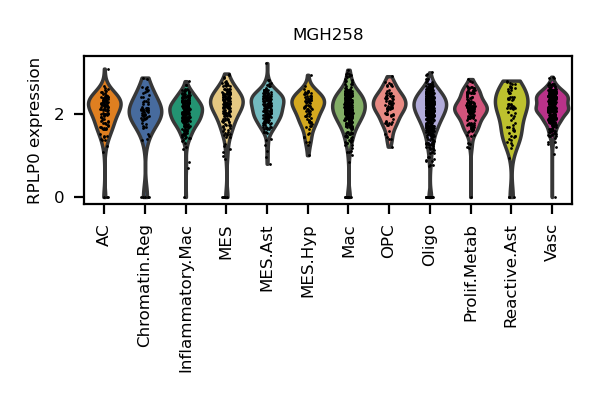 MGH258
RPLP0 expression
2
0
AC
Chromatin.Reg
Inflammatory.Mac
MES
MES.Ast
MES.Hyp
Mac
OPC
Oligo
Prolif.Metab
Reactive.Ast
Vasc